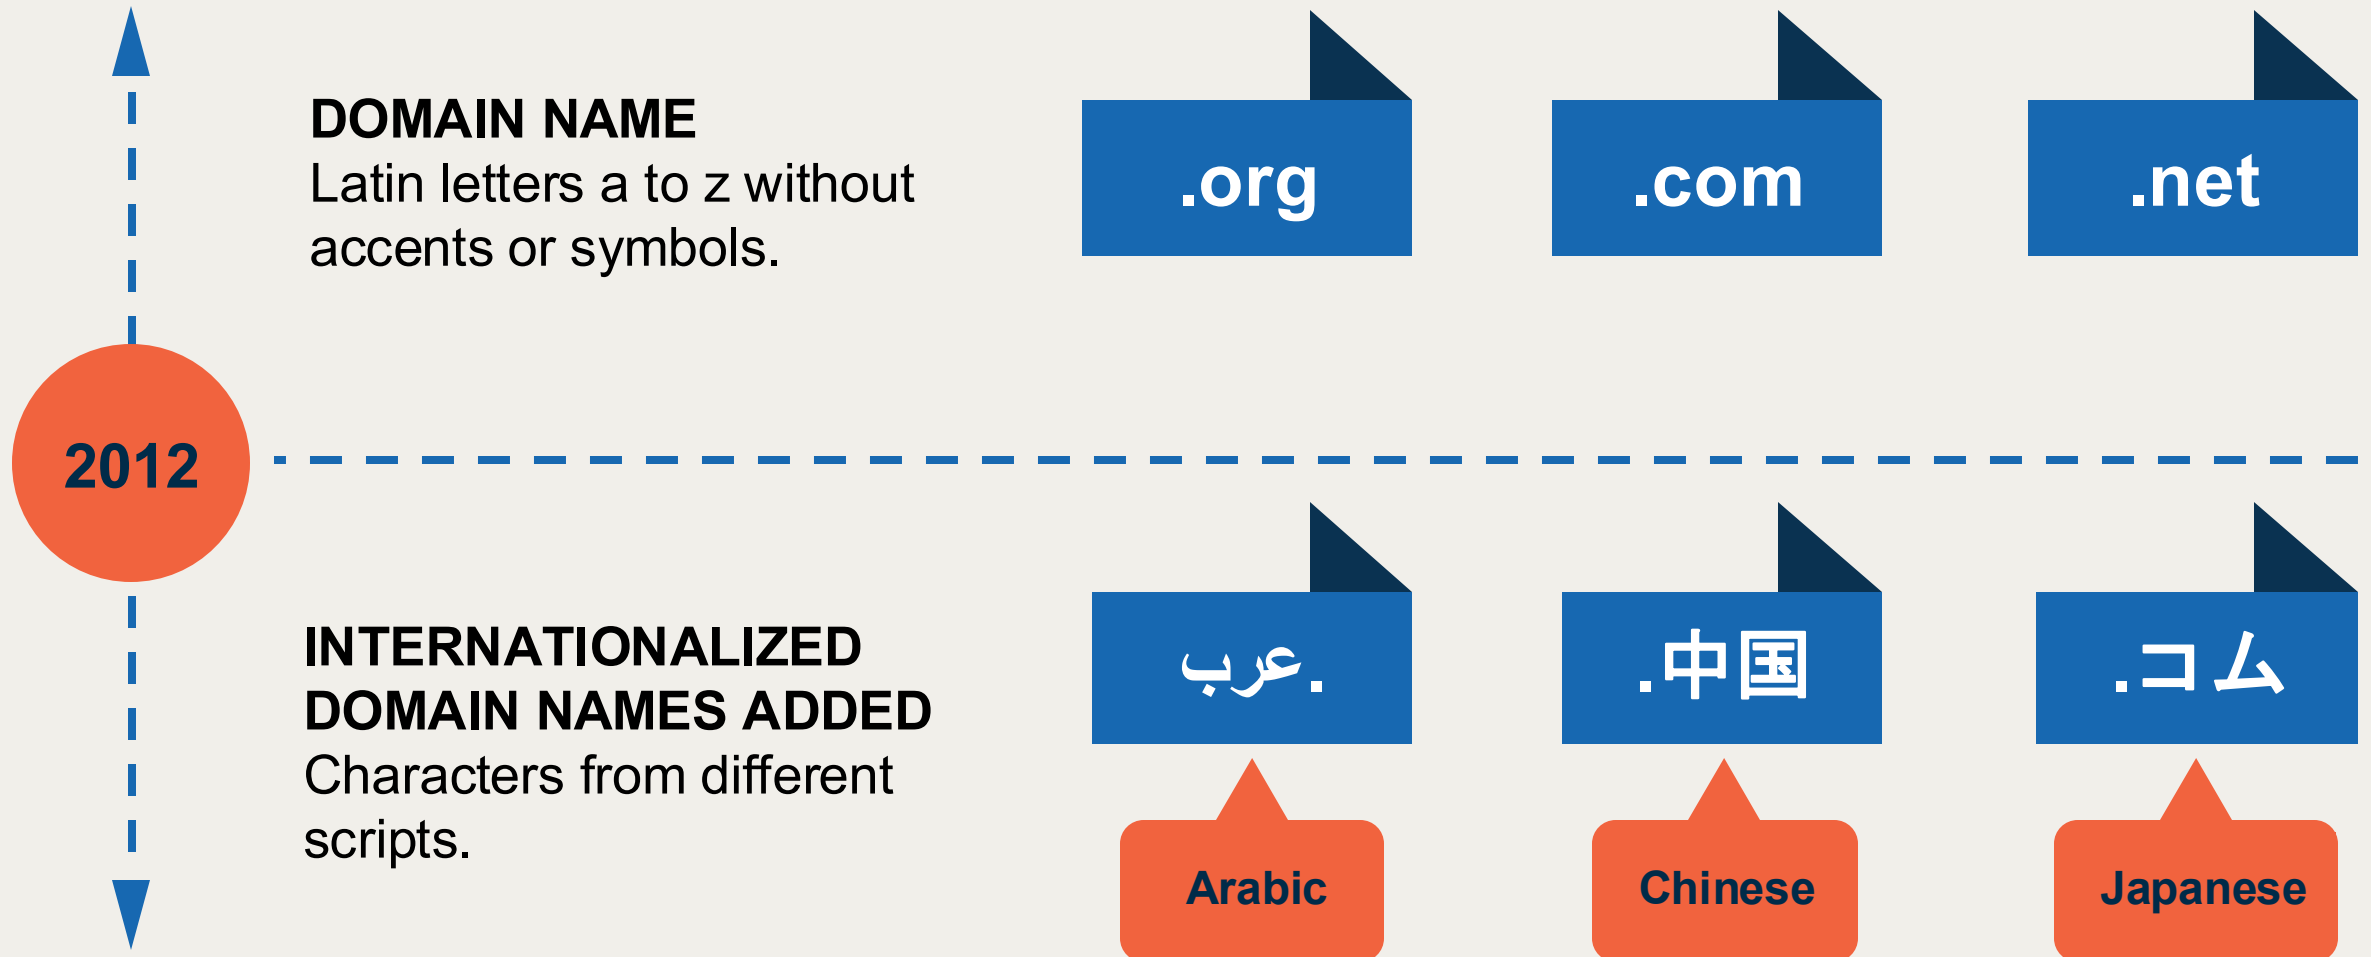 DOMAIN NAME
Latin letters a to z without
accents or symbols.
.org
.com
.net
2012
INTERNATIONALIZED
DOMAIN NAMES ADDED
Characters from different
scripts.
.عرب
.中国
.コム
Arabic
Chinese
Japanese